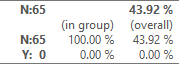 N:65 43.92 %
(in group) (overall)
N:65 100.00 % 43.92 %
Y: 0 0.00 % 0.00 %